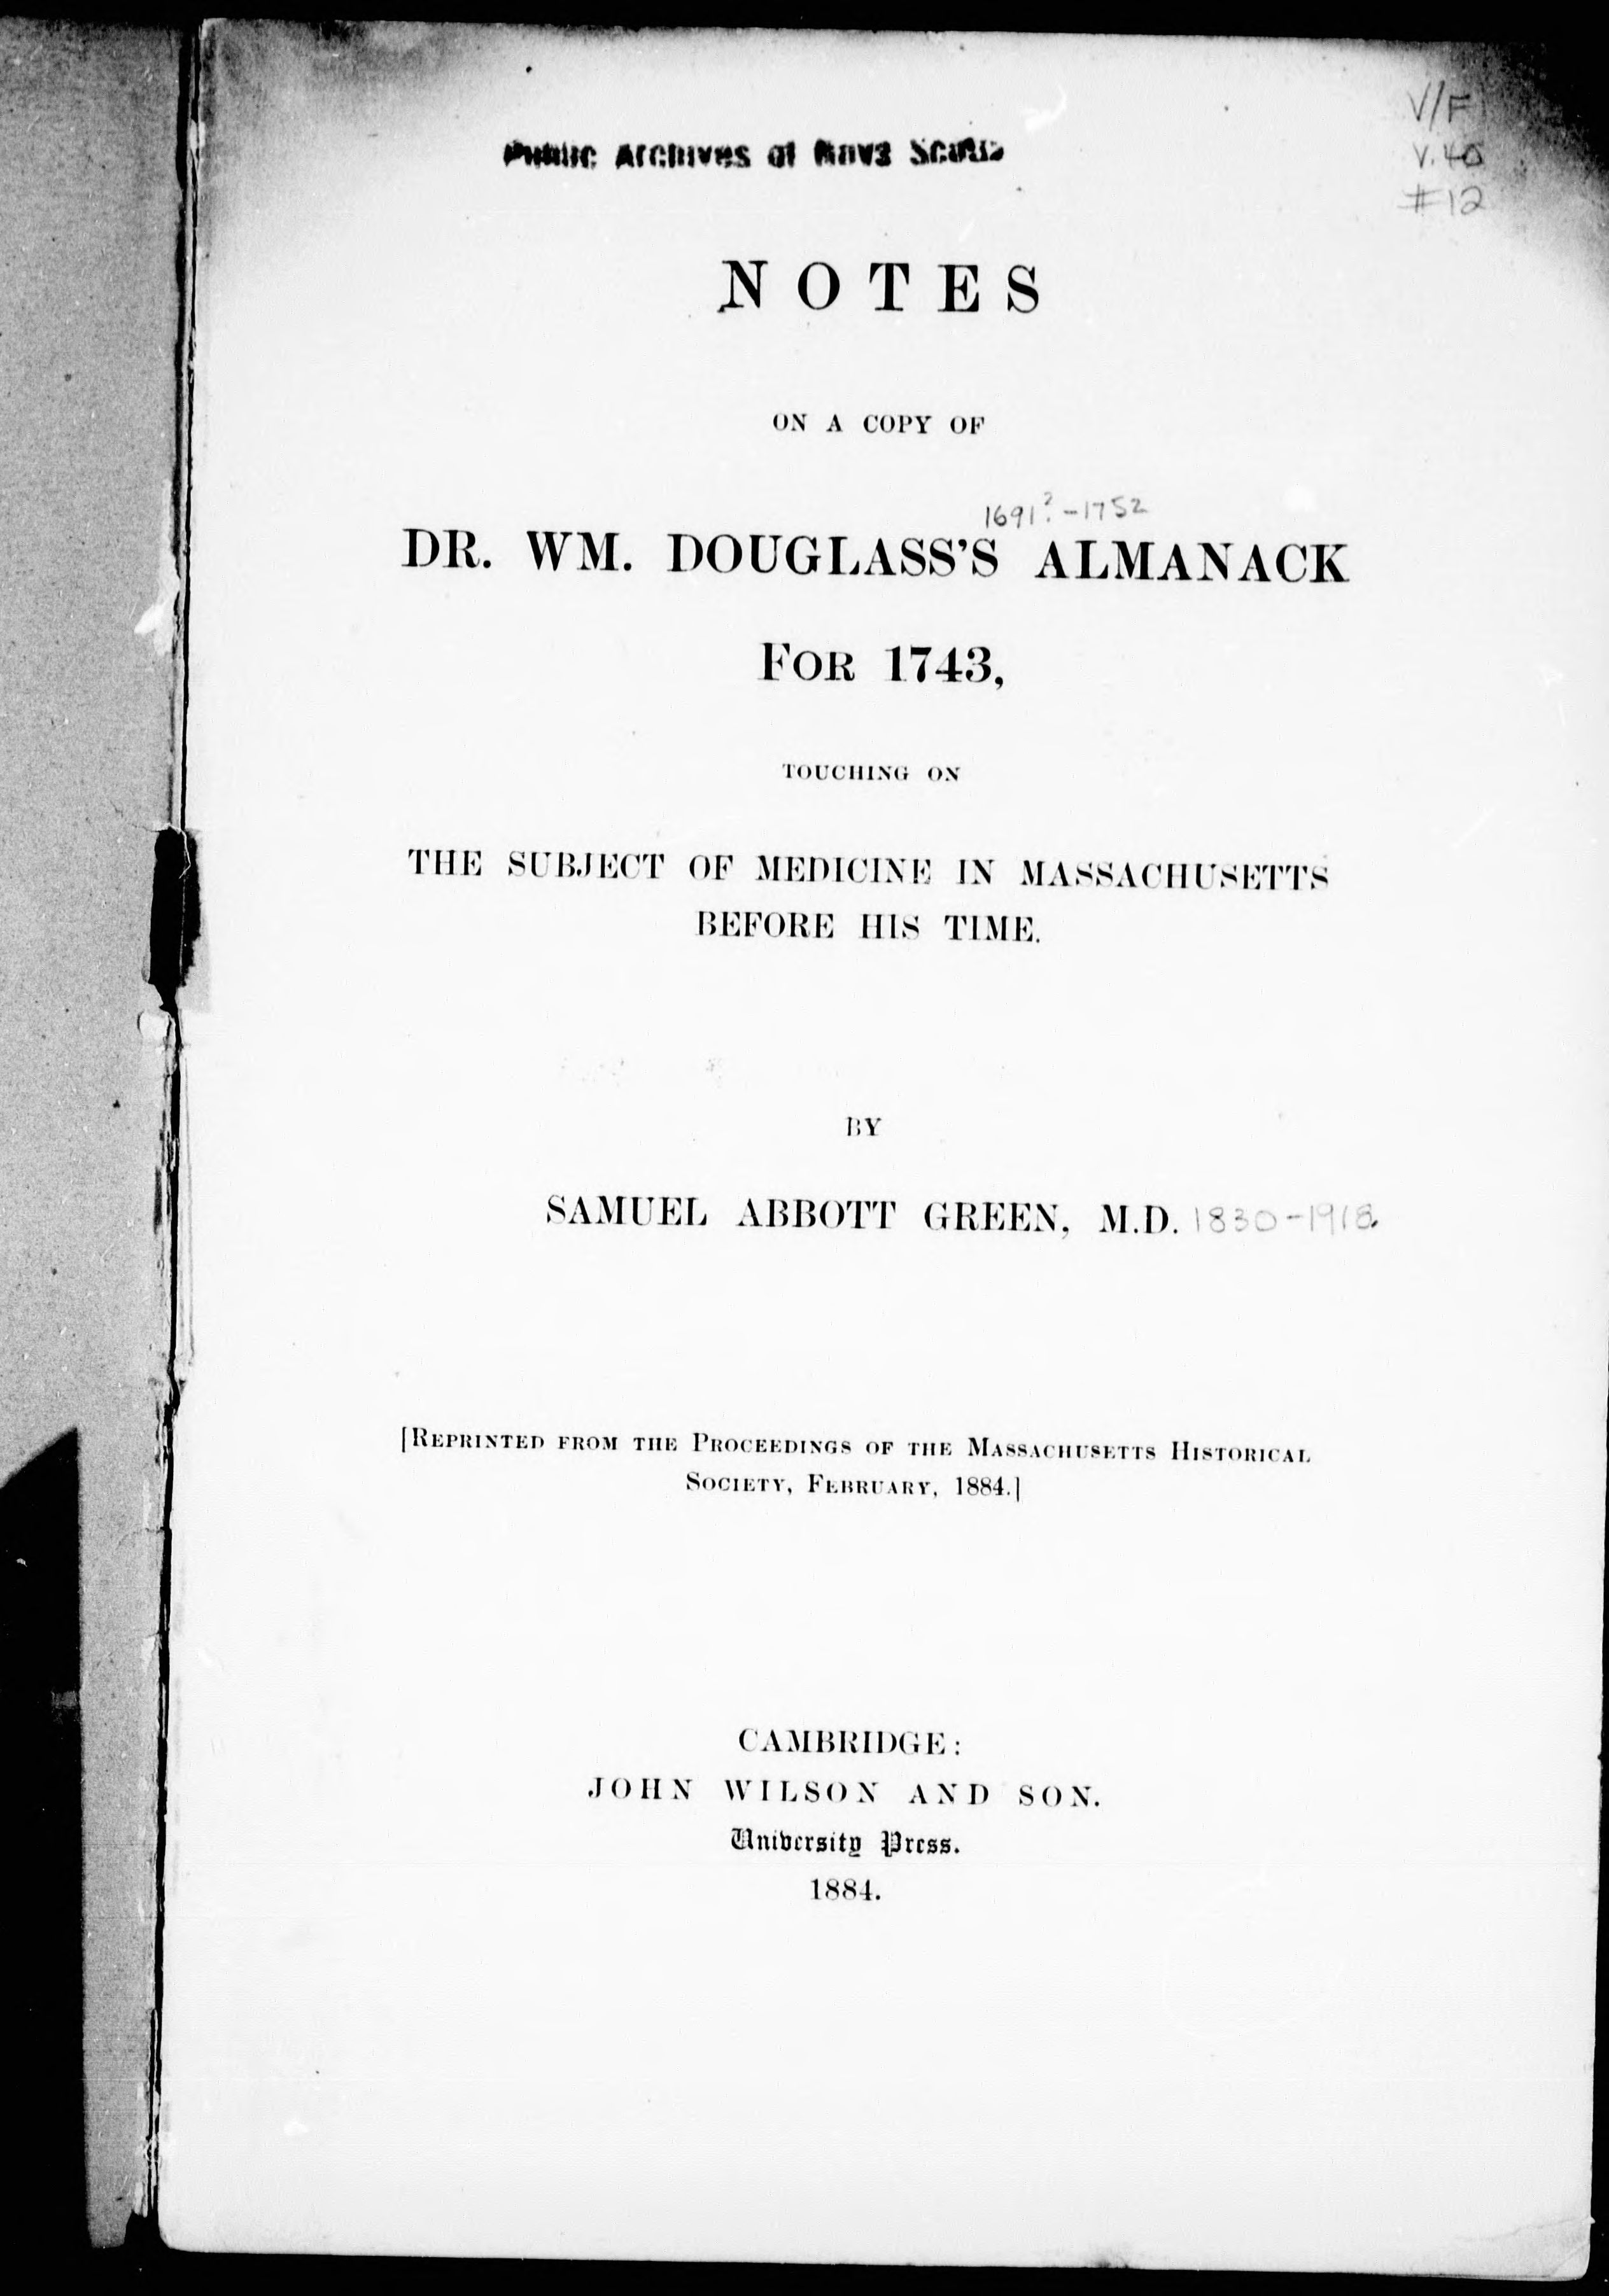 Public Archives of Nova Scotia
V/F
V.40
#12
NOTES
ON A COPY OF
1691?-1752
DR. WM. DOUGLASS'S ALMANACK
FOR 1743,
TOUCHING ON
THE SUBJECT OF MEDICINE IN MASSACHUSETTS
BEFORE HIS TIME.
BY
SAMUEL ABBOTT GREEN, M.D. 1830-1918.
[REPRINTED FROM THE PROCEEDINGS OF THE MASSACHUSETTS HISTORICAL
SOCIETY, FEBRUARY, 1884.]
CAMBRIDGE:
JOHN WILSON AND SON.
University Press.
1884.